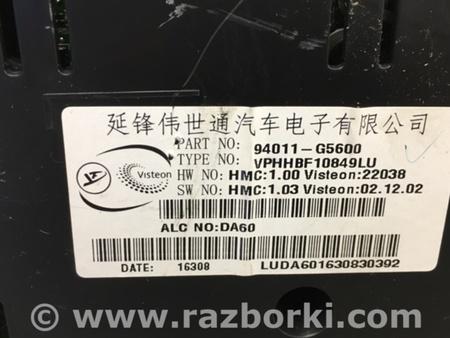 延锋伟世通汽车电子有限公司
PART NO: 94011-G5600
TYPE NO: VPHHBF10849LU
Visteon
HW NO: HMC:1.00 Visteon:22038
SW NO: HMC:1.03 Visteon:02.12.02
ALC NO:DA60
DATE: 16308 LUDA601630830392
© www.razborki.com